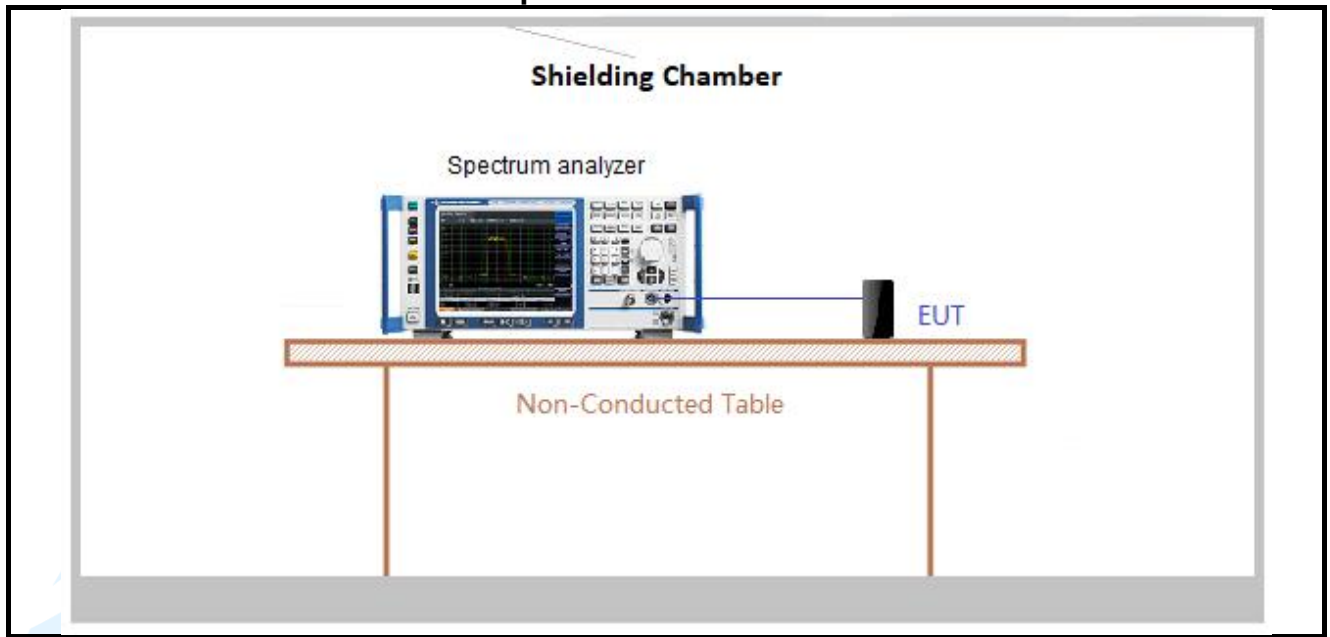 Shielding Chamber
Spectrum analyzer
EUT
Non-Conducted Table